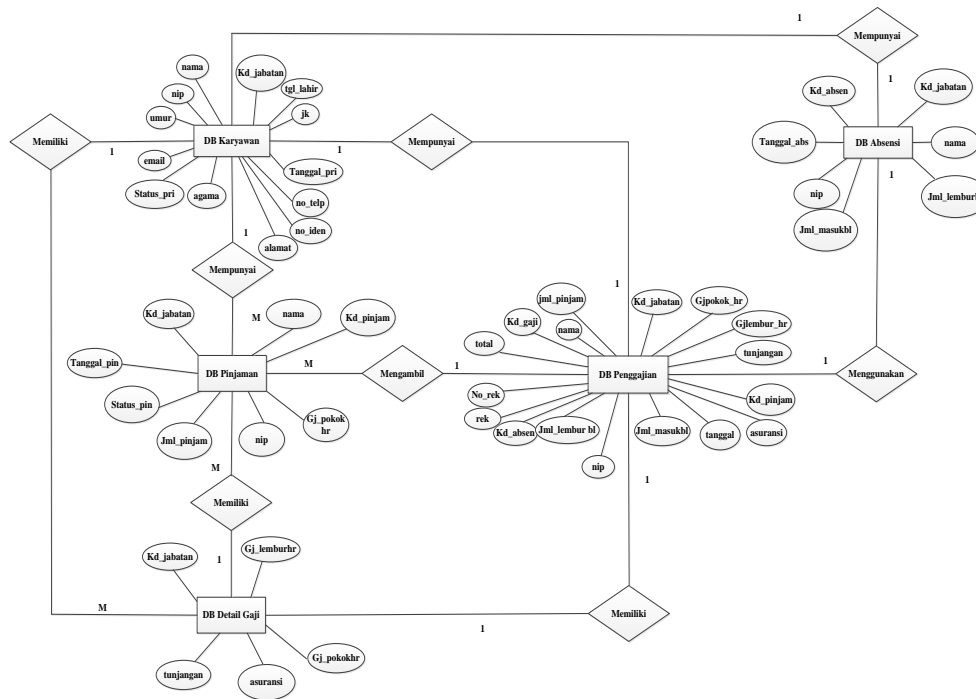 1
Mempunyai
nama
Kd_jabatan
1
nip
tgl_lahir
Kd_absen
Kd_jabatan
umur
jk
Memiliki
1
DB Karyawan
1
Mempunyai
Tanggal_abs
DB Absensi
nama
email
Tanggal_pri
Status_pri
agama
no_telp
nip
1
Jml_lemburl
no_iden
Jml_masukbl
1
alamat
Mempunyai
1
Kd_jabatan
nama
Kd_pinjam
jml_pinjam
Kd_jabatan
Gjpokok_hr
M
Kd_gaji
nama
Gjlembur_hr
total
tunjangan
Tanggal_pin
DB Pinjaman
M
Mengambil
1
DB Penggajian
1
Menggunakan
Status_pin
No_rek
Kd_pinjam
Gj_pokok
hr
rek
Jml_pinjam
nip
Kd_absen
Jml_lembur bl
Jml_masukbl
tanggal
asuransi
M
nip
1
Memiliki
Kd_jabatan
Gj_lemburhr
1
M
DB Detail Gaji
1
Memiliki
Gj_pokokhr
tunjangan
asuransi